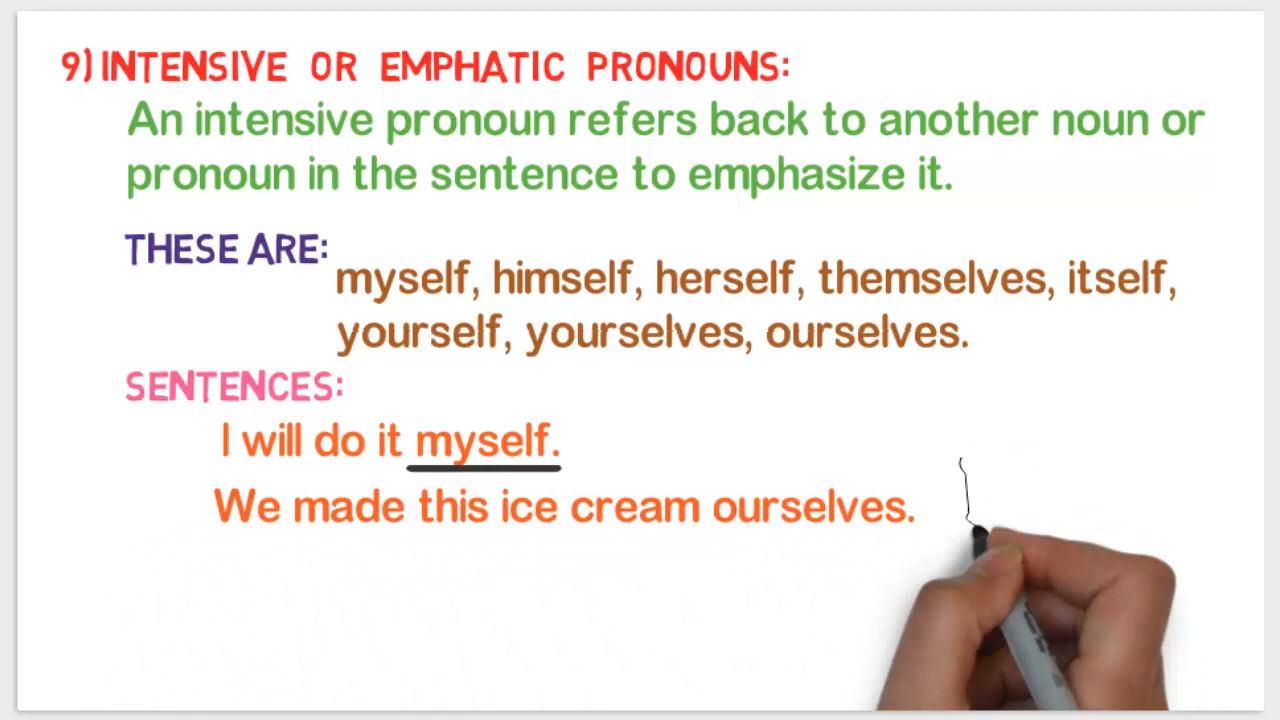 9) INTENSIVE OR EMPHATIC PRONOUNS:
An intensive pronoun refers back to another noun or
pronoun in the sentence to emphasize it.
THESE ARE:
myself, himself, herself, themselves, itself,
yourself, yourselves, ourselves.
SENTENCES:
I will do it myself.
We made this ice cream ourselves.